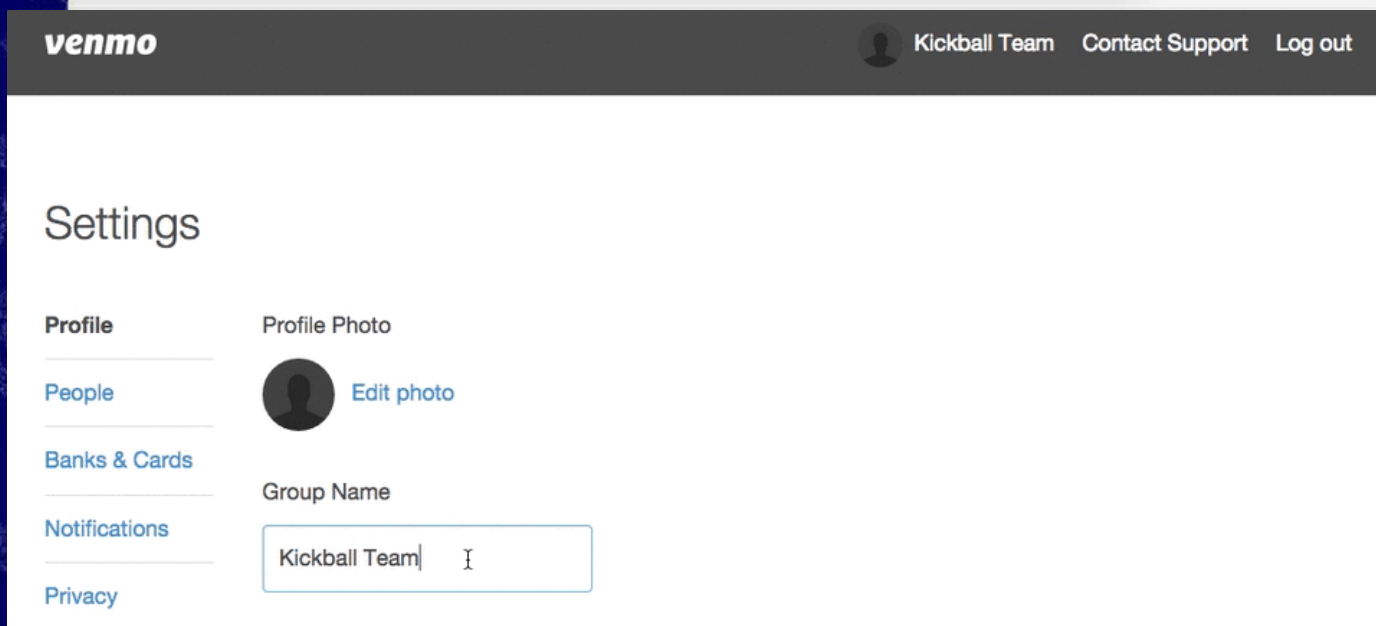 venmo
Kickball Team Contact Support Log out
Settings
Profile
People
Banks & Cards
Notifications
Privacy
Profile Photo
Edit photo
Group Name
Kickball Team